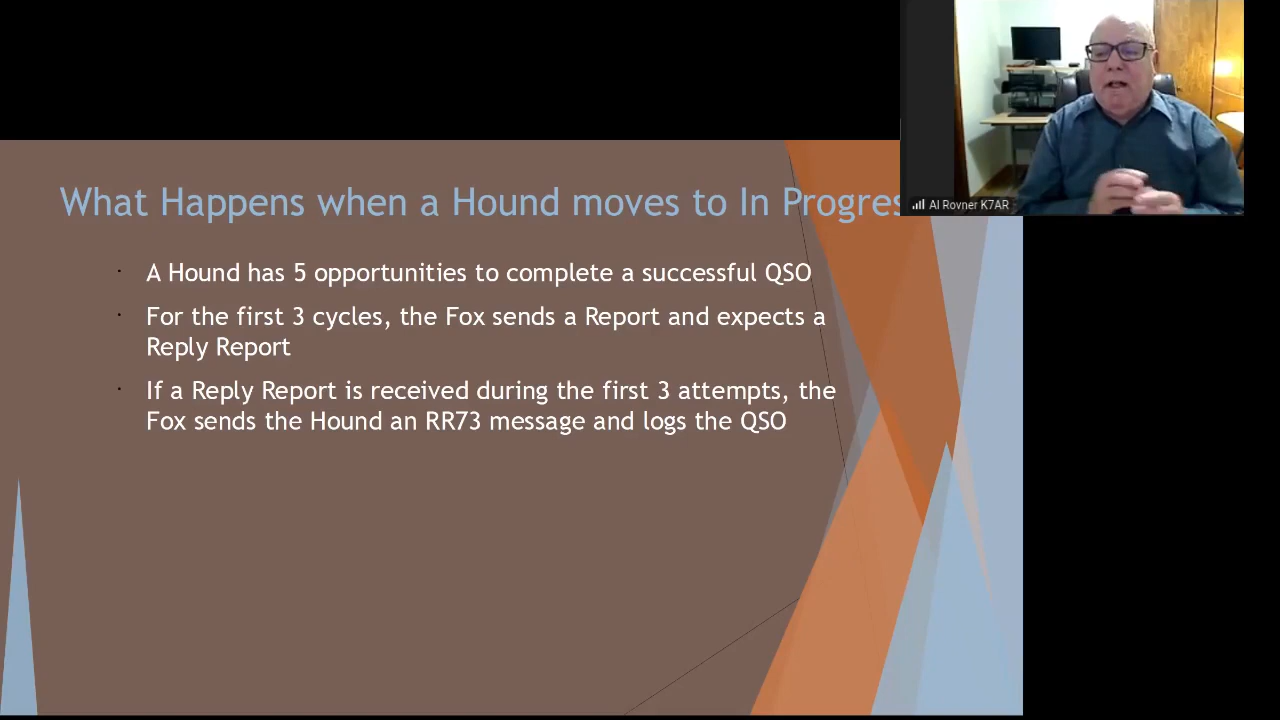 What Happens when a Hound moves to In Progres
A Hound has 5 opportunities to complete a successful QSO
For the first 3 cycles, the Fox sends a Report and expects a
Reply Report
If a Reply Report is received during the first 3 attempts, the
Fox sends the Hound an RR73 message and logs the QSO
Al Rovner K7AR